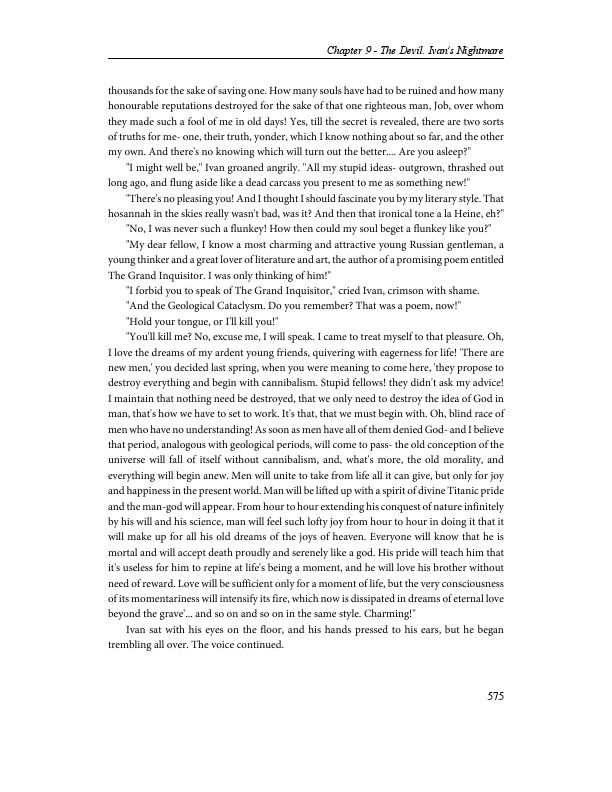 Chapter 9 - The Devil. Ivan's Nightmare
thousands for the sake of saving one. How many souls have had to be ruined and how many
honourable reputations destroyed for the sake of that one righteous man, Job, over whom
they made such a fool of me in old days! Yes, till the secret is revealed, there are two sorts
of truths for me- one, their truth, yonder, which I know nothing about so far, and the other
my own. And there's no knowing which will turn out the better.... Are you asleep?"
"I might well be," Ivan groaned angrily. "All my stupid ideas- outgrown, thrashed out
long ago, and flung aside like a dead carcass you present to me as something new!"
"There's no pleasing you! And I thought I should fascinate you by my literary style. That
hosannah in the skies really wasn't bad, was it? And then that ironical tone a la Heine, eh?"
"No, I was never such a flunkey! How then could my soul beget a flunkey like you?"
"My dear fellow, I know a most charming and attractive young Russian gentleman, a
young thinker and a great lover of literature and art, the author of a promising poem entitled
The Grand Inquisitor. I was only thinking of him!"
"I forbid you to speak of The Grand Inquisitor," cried Ivan, crimson with shame.
"And the Geological Cataclysm. Do you remember? That was a poem, now!"
"Hold your tongue, or I'll kill you!"
"You'll kill me? No, excuse me, I will speak. I came to treat myself to that pleasure. Oh,
I love the dreams of my ardent young friends, quivering with eagerness for life! 'There are
new men,' you decided last spring, when you were meaning to come here, 'they propose to
destroy everything and begin with cannibalism. Stupid fellows! they didn't ask my advice!
I maintain that nothing need be destroyed, that we only need to destroy the idea of God in
man, that's how we have to set to work. It's that, that we must begin with. Oh, blind race of
men who have no understanding! As soon as men have all of them denied God- and I believe
that period, analogous with geological periods, will come to pass- the old conception of the
universe will fall of itself without cannibalism, and, what's more, the old morality, and
everything will begin anew. Men will unite to take from life all it can give, but only for joy
and happiness in the present world. Man will be lifted up with a spirit of divine Titanic pride
and the man-god will appear. From hour to hour extending his conquest of nature infinitely
by his will and his science, man will feel such lofty joy from hour to hour in doing it that it
will make up for all his old dreams of the joys of heaven. Everyone will know that he is
mortal and will accept death proudly and serenely like a god. His pride will teach him that
it's useless for him to repine at life's being a moment, and he will love his brother without
need of reward. Love will be sufficient only for a moment of life, but the very consciousness
of its momentariness will intensify its fire, which now is dissipated in dreams of eternal love
beyond the grave'... and so on and so on in the same style. Charming!"
Ivan sat with his eyes on the floor, and his hands pressed to his ears, but he began
trembling all over. The voice continued.
575